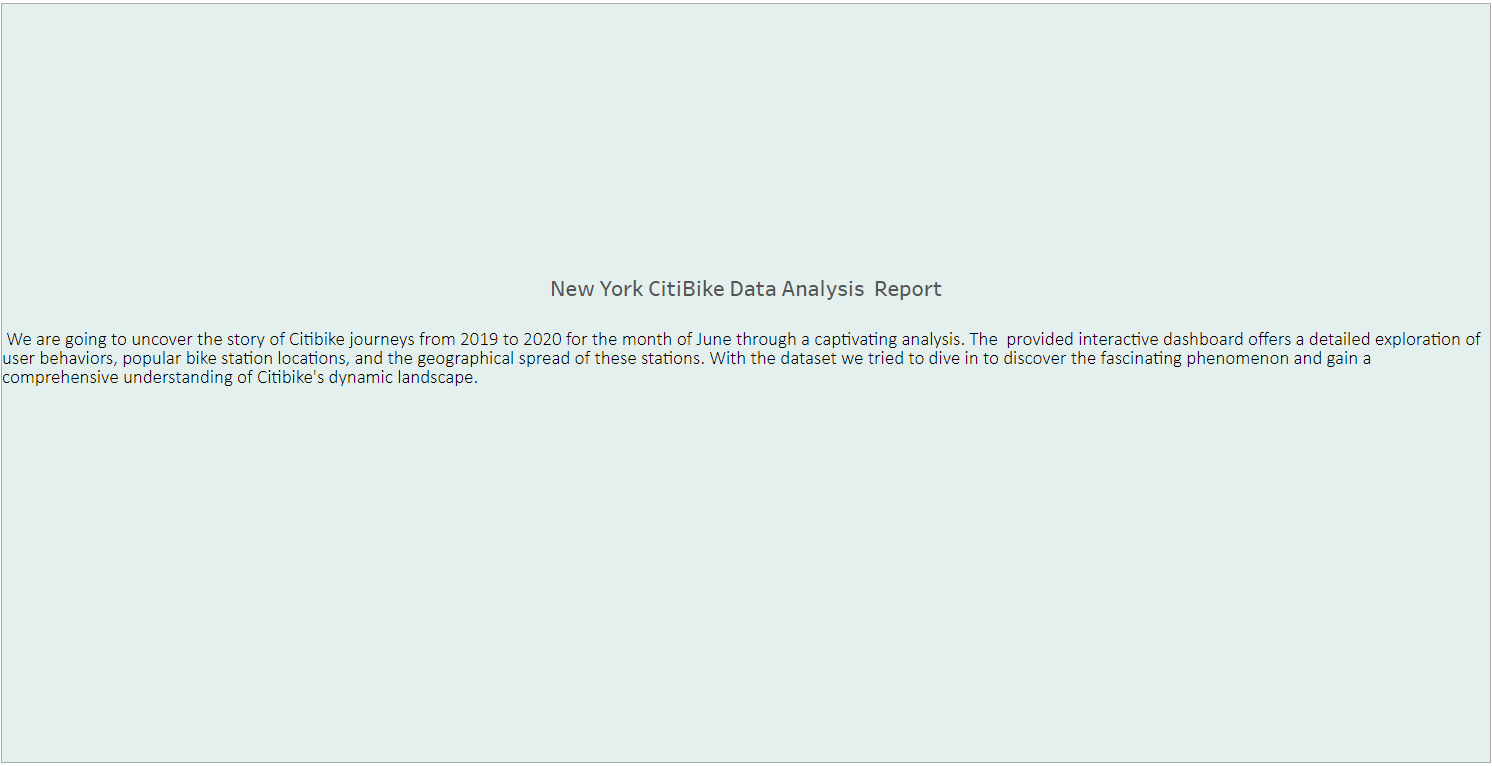 New York CitiBike Data Analysis  Report
We are going to uncover the story of Citibike journeys from 2019 to 2020 for the month of June through a captivating analysis. The  provided interactive dashboard offers a detailed exploration of
user behaviors, popular bike station locations, and the geographical spread of these stations. With the dataset we tried to dive in to discover the fascinating phenomenon and gain a
comprehensive understanding of Citibike's dynamic landscape.